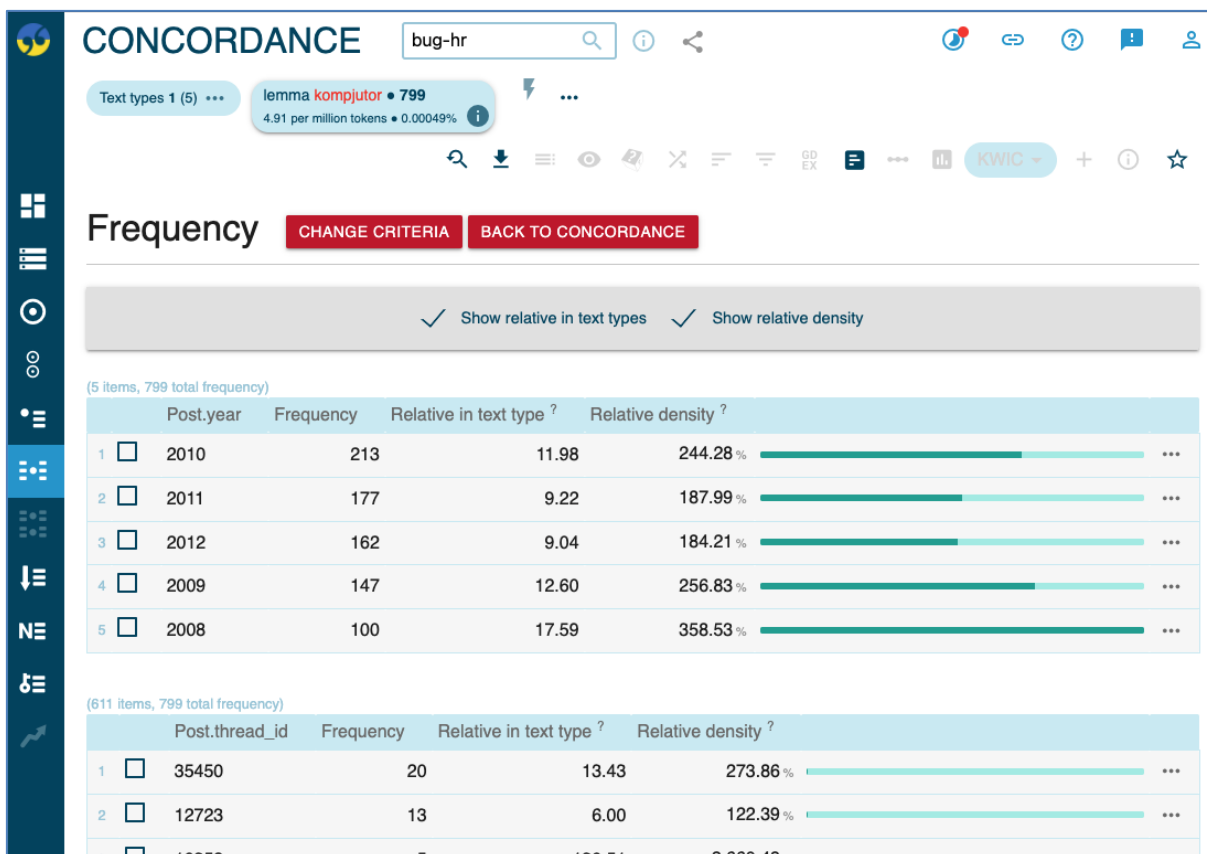 CONCORDANCE bug-hr
Text types 1 (5) •••
lemma kompjutor • 799
4.91 per million tokens • 0.00049% i
GD EX KWIC
Frequency CHANGE CRITERIA BACK TO CONCORDANCE
Show relative in text types Show relative density
(5 items, 799 total frequency)
Post.year Frequency Relative in text type ? Relative density ?
1 2010 213 11.98 244.28 %
2 2011 177 9.22 187.99 %
3 2012 162 9.04 184.21 %
4 2009 147 12.60 256.83 %
5 2008 100 17.59 358.53 %
(611 items, 799 total frequency)
Post.thread_id Frequency Relative in text type ? Relative density ?
1 35450 20 13.43 273.86 %
2 12723 13 6.00 122.39 %